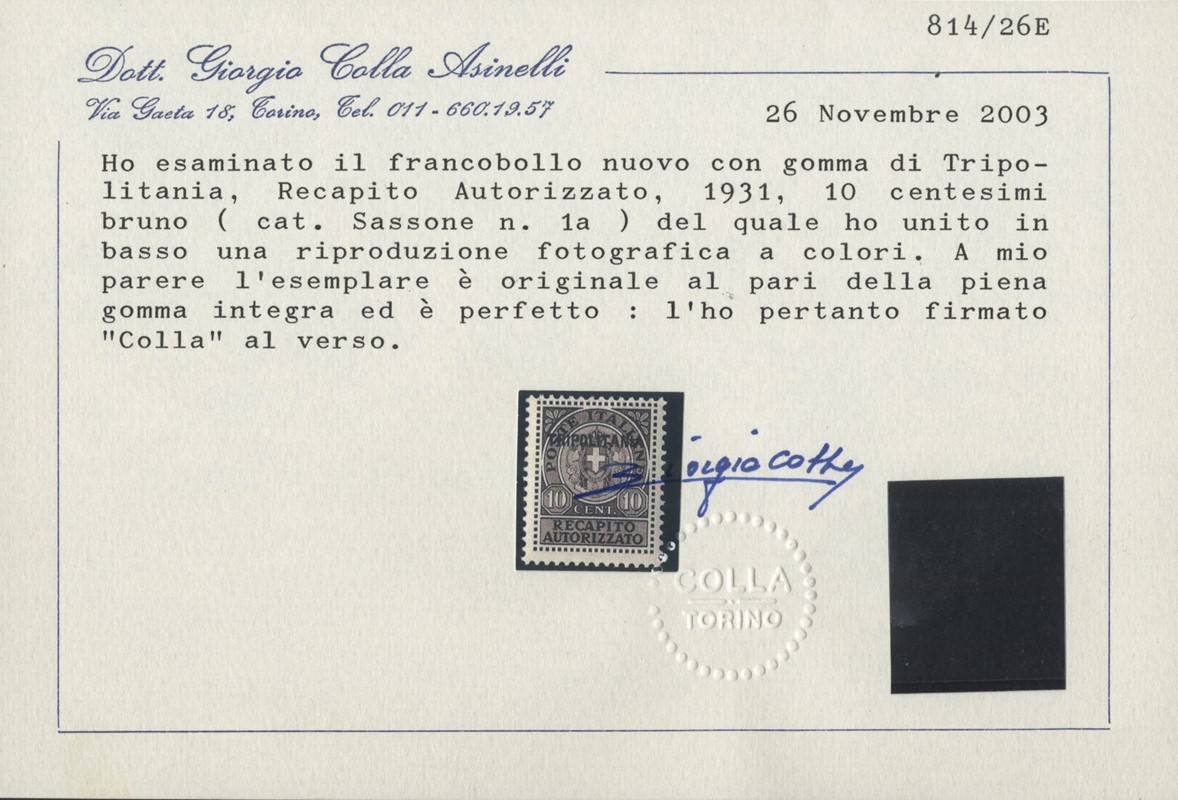 814/26E
Dott. Giorgio Colla Asinelli
Via Gaeta 18, Torino, Tel. 011 - 660.19.57
26 Novembre 2003
Ho esaminato il francobollo nuovo con gomma di Tripo-
litania, Recapito Autorizzato, 1931, 10 centesimi
bruno ( cat. Sassone n. 1a ) del quale ho unito in
basso una riproduzione fotografica a colori. A mio
parere l'esemplare è originale al pari della piena
gomma integra ed è perfetto : l'ho pertanto firmato
"Colla" al verso.
POSTE ITALIANE
TRIPOLITANIA
10 10
CENT.
RECAPITO
AUTORIZZATO
COLLA
TORINO